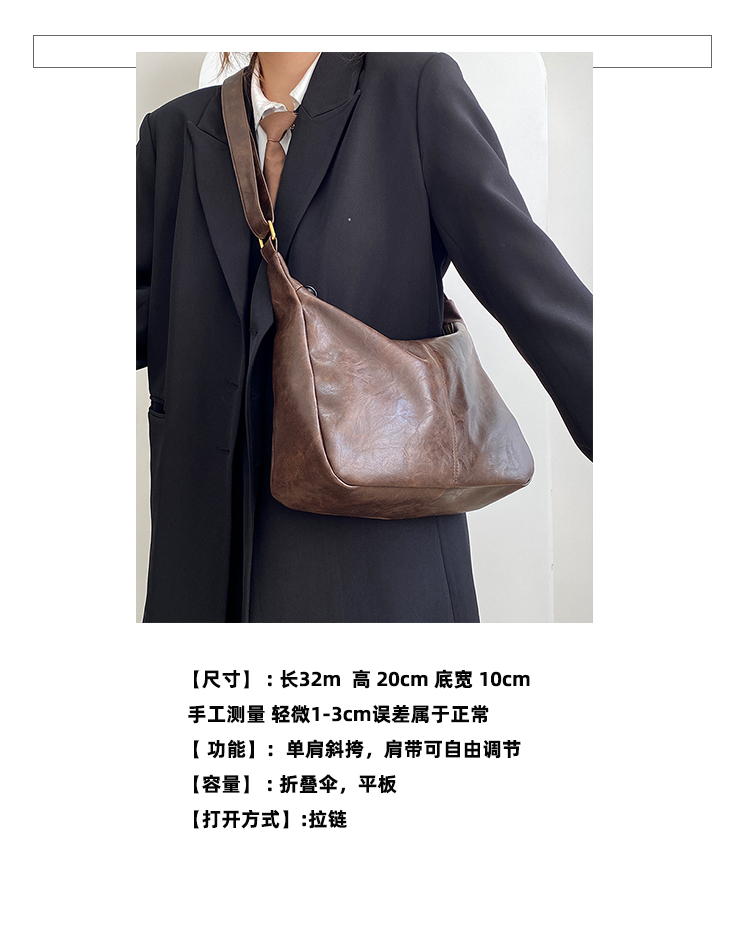 【尺寸】：长32m 高 20cm 底宽 10cm
手工测量 轻微1-3cm误差属于正常
【 功能】：单肩斜挎，肩带可自由调节
【容量】：折叠伞，平板
【打开方式】:拉链